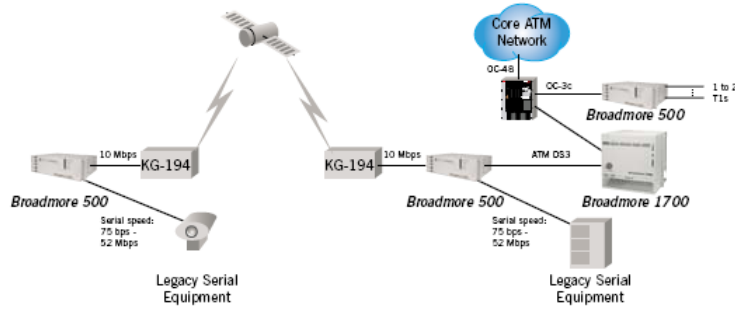 Core ATM
Network
OC-48
OC-3c
1 to 2
T1s
Broadmore 500
10 Mbps
KG-194
KG-194
10 Mbps
ATM DS3
Broadmore 500
Broadmore 500
Broadmore 1700
Serial speed:
75 bps -
52 Mbps
Serial speed:
75 bps -
52 Mbps
Legacy Serial
Equipment
Legacy Serial
Equipment